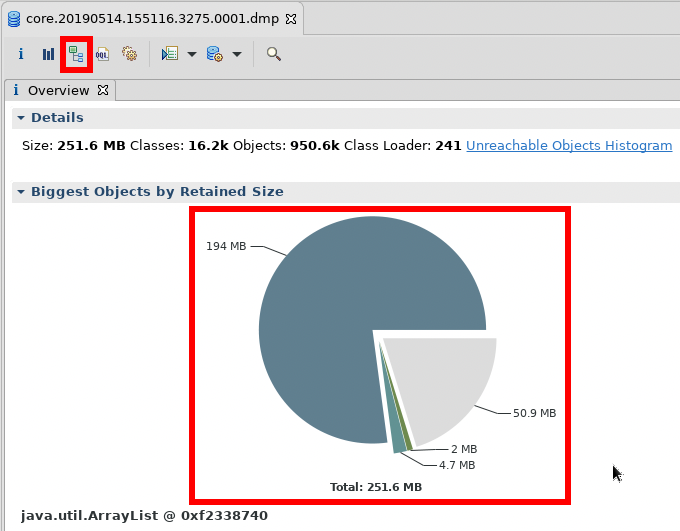 core.20190514.155116.3275.0001.dmp
i OQL
i Overview
Details
Size: 251.6 MB Classes: 16.2k Objects: 950.6k Class Loader: 241 Unreachable Objects Histogram
Biggest Objects by Retained Size
194 MB
50.9 MB
2 MB
4.7 MB
Total: 251.6 MB
java.util.ArrayList @ 0xf2338740